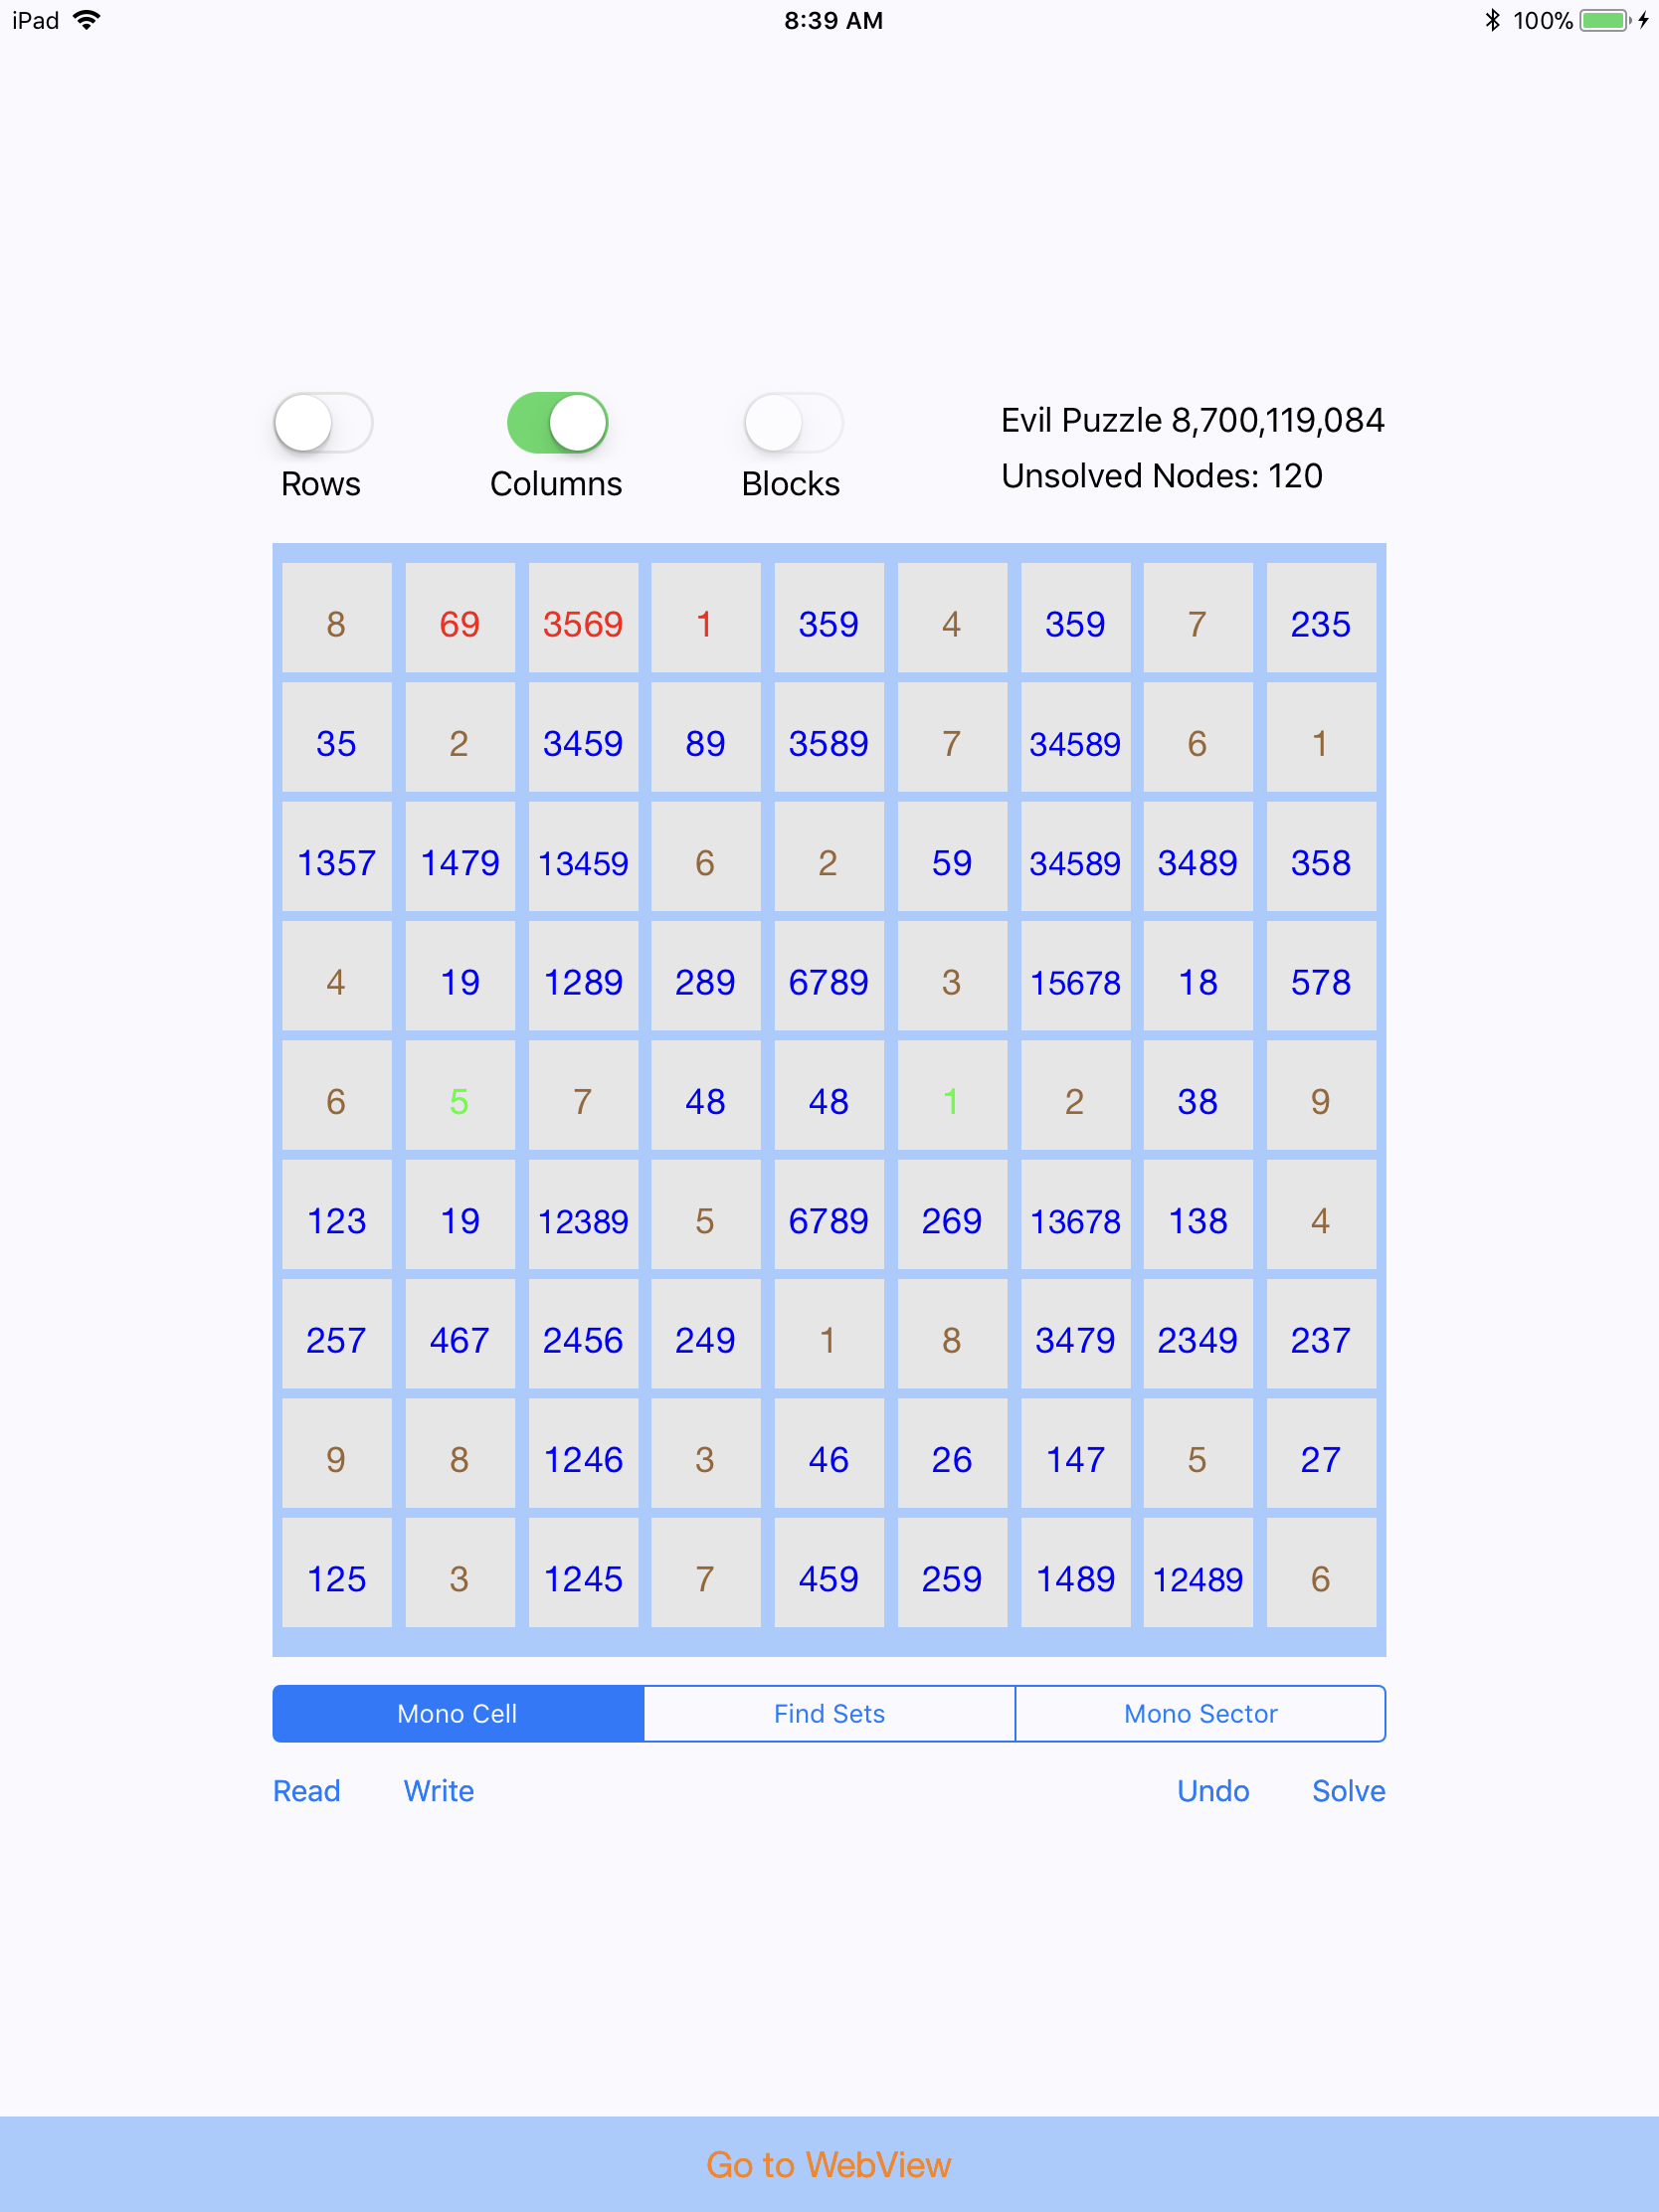 iPad 8:39 AM 100%
Rows Columns Blocks
Evil Puzzle 8,700,119,084
Unsolved Nodes: 120
8 69 3569 1 359 4 359 7 235
35 2 3459 89 3589 7 34589 6 1
1357 1479 13459 6 2 59 34589 3489 358
4 19 1289 289 6789 3 15678 18 578
6 5 7 48 48 1 2 38 9
123 19 12389 5 6789 269 13678 138 4
257 467 2456 249 1 8 3479 2349 237
9 8 1246 3 46 26 147 5 27
125 3 1245 7 459 259 1489 12489 6
Mono Cell Find Sets Mono Sector
Read Write Undo Solve
Go to WebView